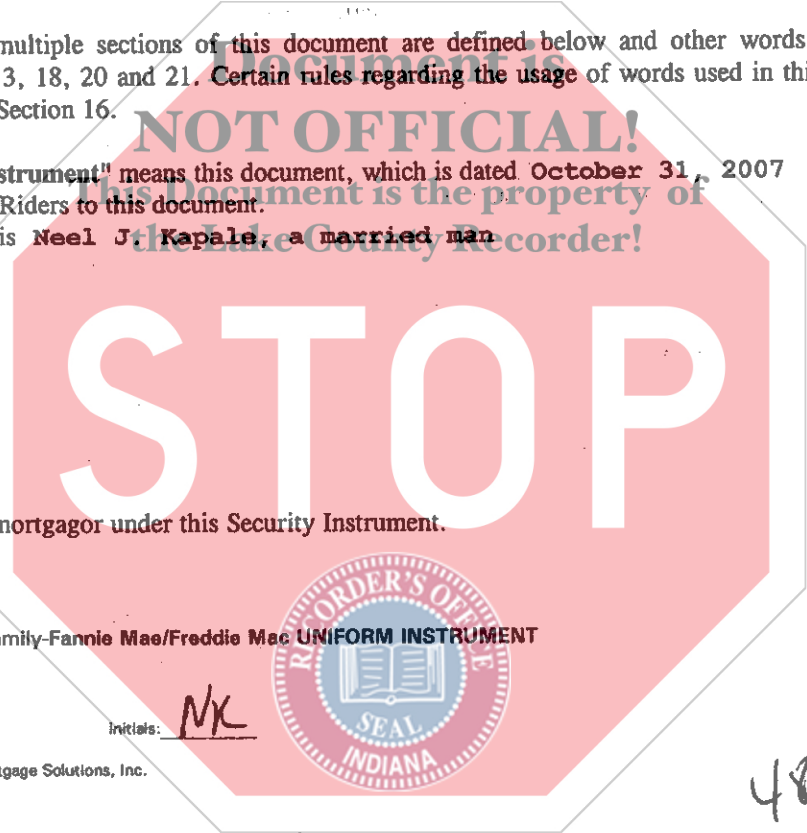 multiple sections of this document are defined below and other words
Document is
3, 18, 20 and 21. Certain rules regarding the usage of words used in thi
Section 16.
NOT OFFICIAL!
strument" means this document, which is dated October 31, 2007
This Document is the property of
Riders to this document.
is Neel J. Kapale, a married man
the Lake County Recorder!
STOP
mortgagor under this Security Instrument.
RECORDER'S OFFICE
mily-Fannie Mae/Freddie Mac UNIFORM INSTRUMENT
Initials: NK
SEAL
INDIANA
tgage Solutions, Inc.
48